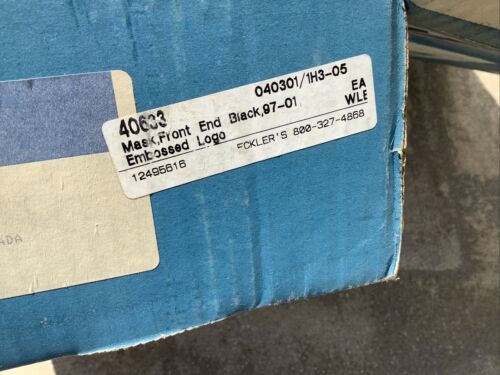 040301/1H3-05
40633 EA
Mask,Front End Black,97-01 WLE
Embossed Logo
12495616 ECKLER'S 800-327-4868
ADA